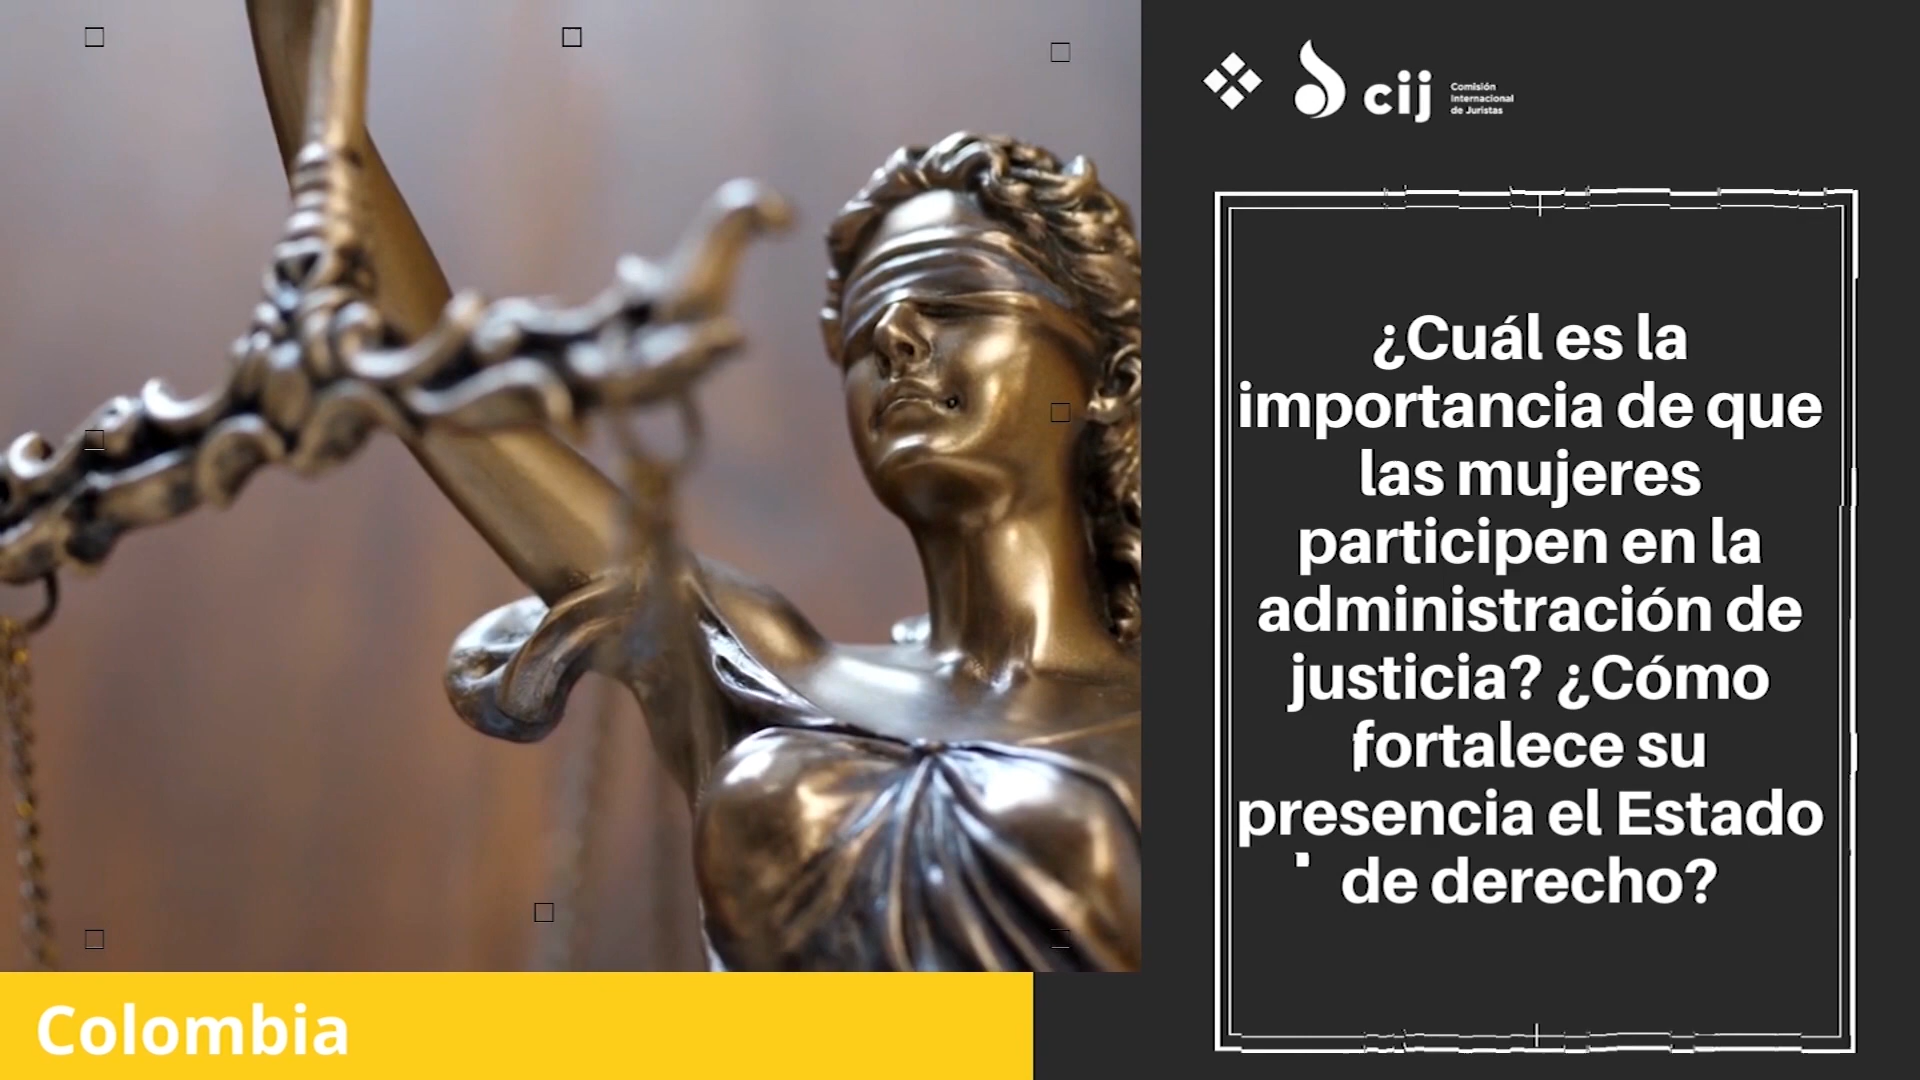 cij
Comisión
Internacional
de Juristas
¿Cuál es la
importancia de que
las mujeres
participen en la
administración de
justicia? ¿Cómo
fortalece su
presencia el Estado
de derecho?
Colombia